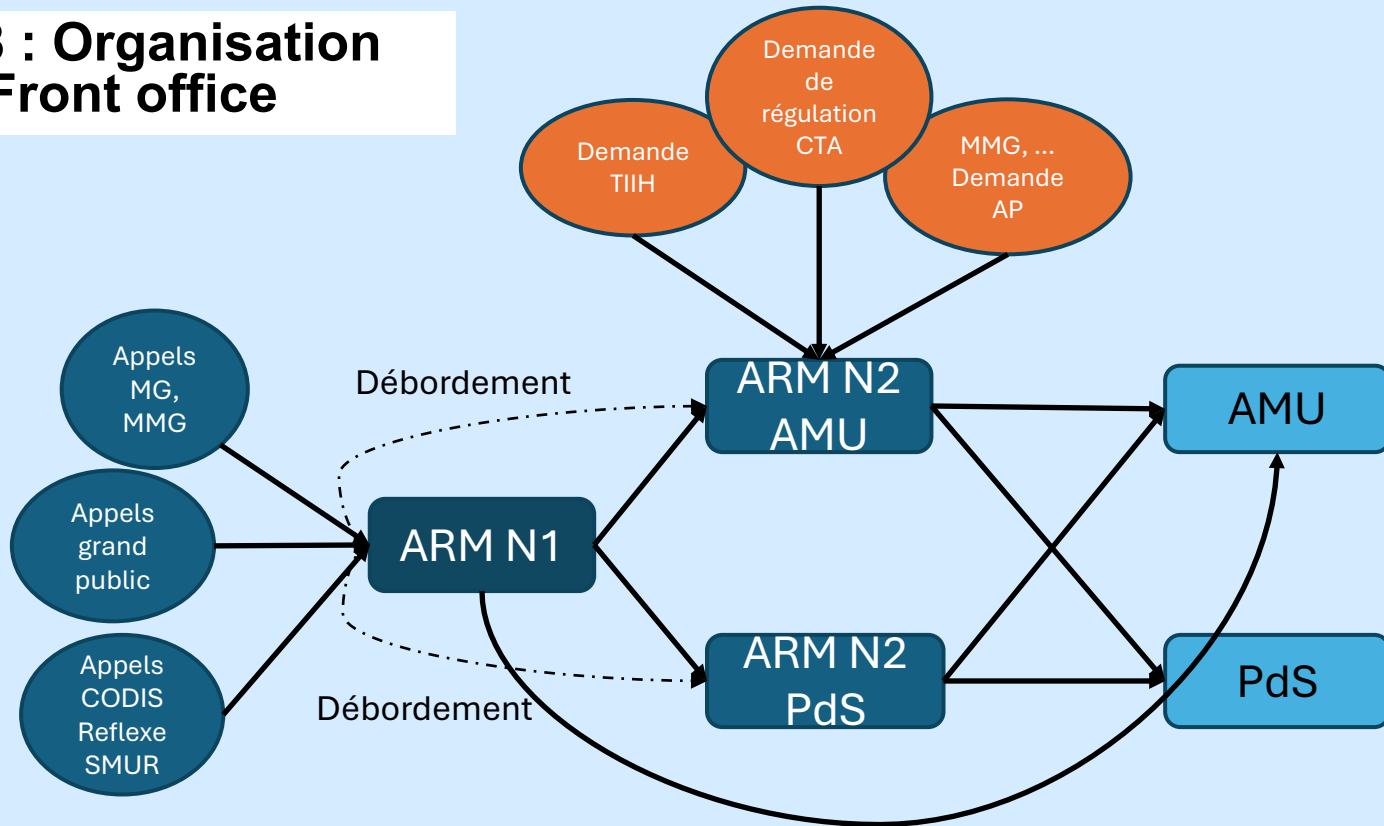 : Organisation
Front office
Demande
de
régulation
CTA
Demande
TIIH
MMG, ...
Demande
AP
Appels
MG,
MMG
Débordement
ARM N2
AMU
AMU
Appels
grand
public
ARM N1
Appels
CODIS
Reflexe
SMUR
Débordement
ARM N2
PdS
PdS